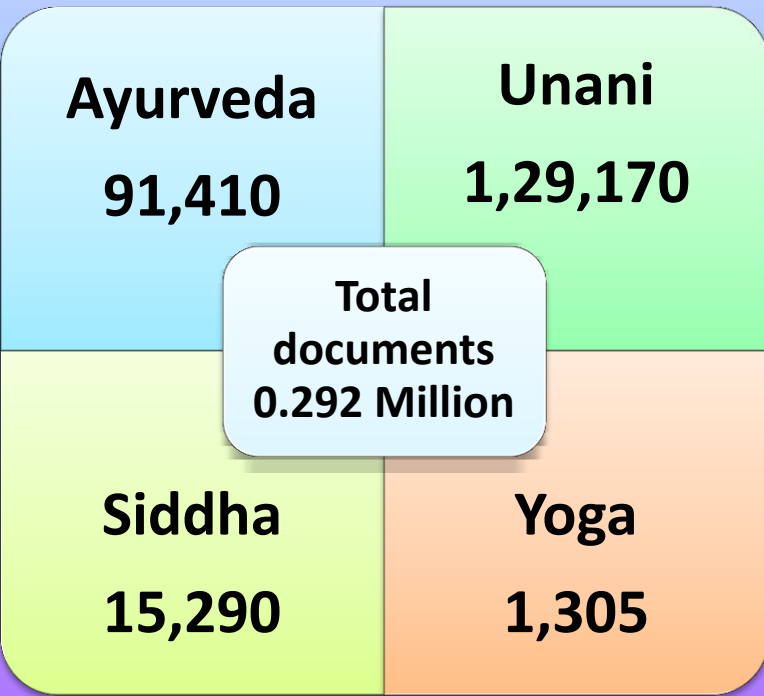 Ayurveda
91,410
Unani
1,29,170
Total
documents
0.292 Million
Siddha
15,290
Yoga
1,305